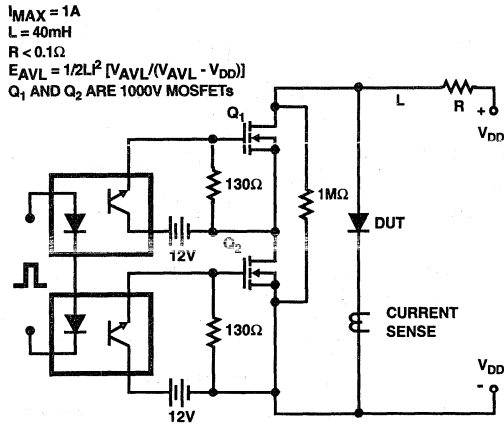 IMAX = 1A
L = 40mH
R < 0.1Ω
EAVL = 1/2LI² [VAVL/(VAVL - VDD)]
Q1 AND Q2 ARE 1000V MOSFETs
Q1
L
R
+
VDD
130Ω
1MΩ
DUT
12V
Q2
CURRENT
SENSE
130Ω
VDD
-
12V